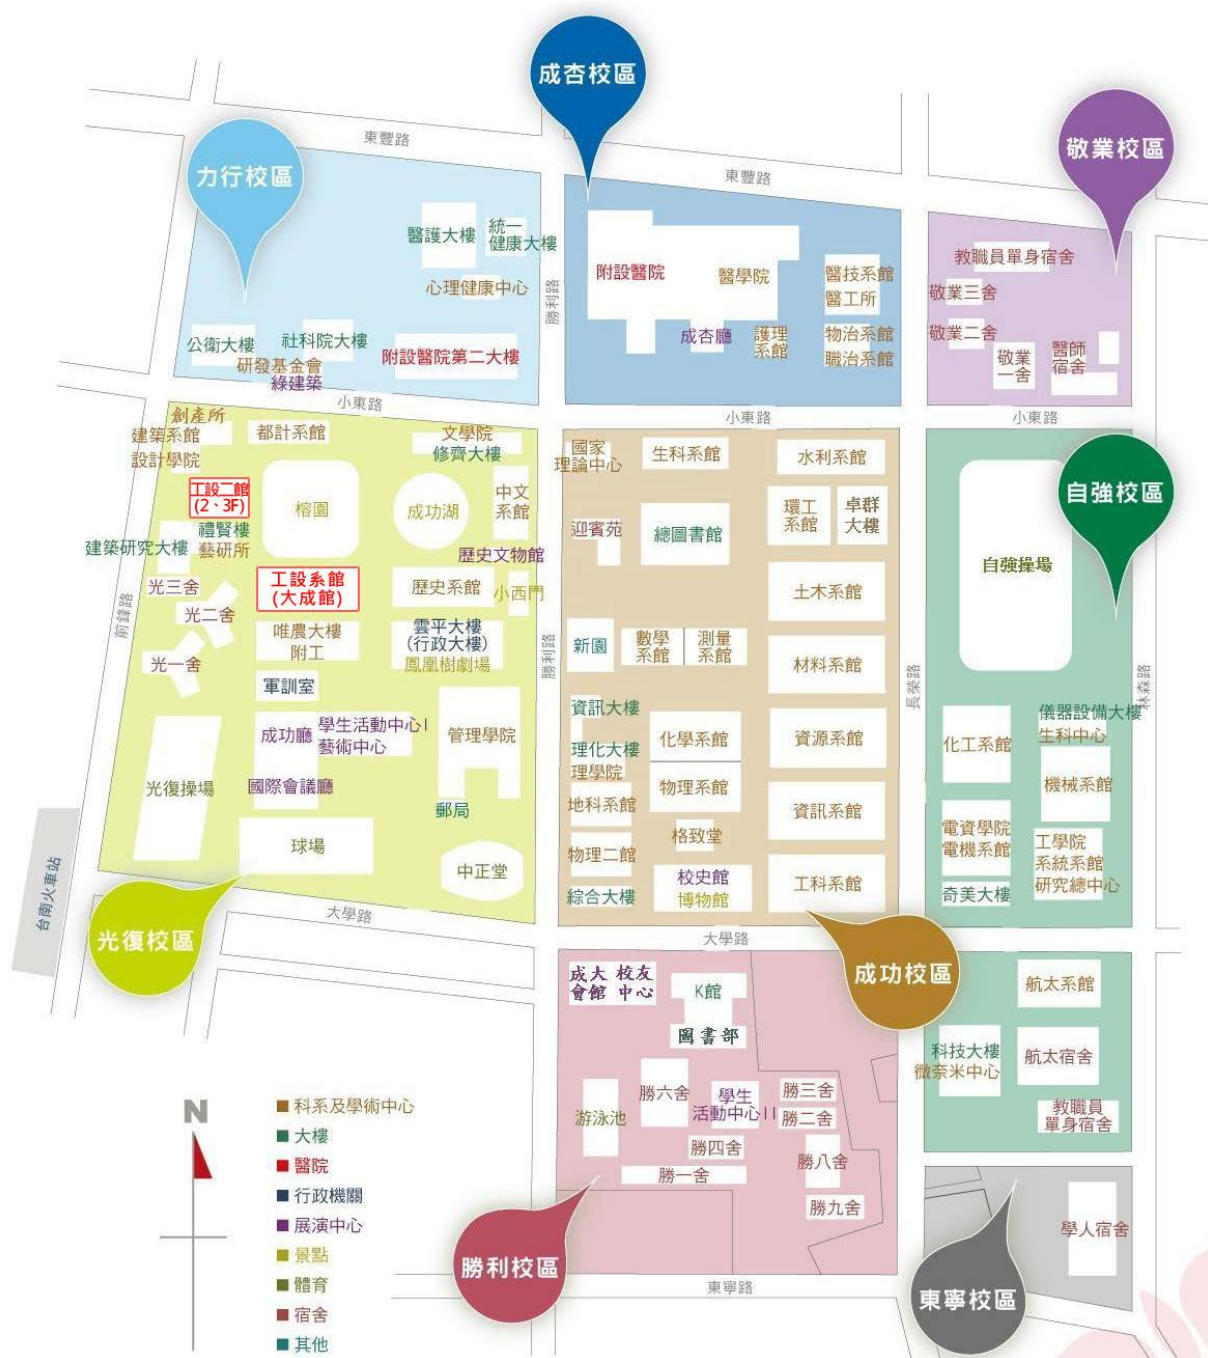 成杏校區
敬業校區
力行校區
東豐路
東豐路
醫護大樓
統一
健康大樓
心理健康中心
公衛大樓
社科院大樓
研發基金會
綠建築
附設醫院第二大樓
勝利路
附設醫院
醫學院
成杏廳
護理
系館
醫技系館
醫工所
物治系館
職治系館
教職員單身宿舍
敬業三舍
敬業二舍
敬業
一舍
醫師
宿舍
小東路
小東路
小東路
創產所
建築系館
設計學院
都計系館
文學院
修齊大樓
工設二館
(2、3F)
榕園
成功湖
中文
系館
禮賢樓
建築研究大樓
藝研所
歷史文物館
光三舍
工設系館
(大成館)
歷史系館
小西門
光二舍
唯農大樓
附工
雲平大樓
(行政大樓)
鳳凰樹劇場
光一舍
軍訓室
成功廳
學生活動中心I
藝術中心
管理學院
光復操場
國際會議廳
郵局
球場
中正堂
前鋒路
台南火車站
光復校區
大學路
勝利路
國家
理論中心
生科系館
水利系館
迎賓苑
總圖書館
環工
系館
卓群
大樓
土木系館
新園
數學
系館
測量
系館
材料系館
資訊大樓
理化大樓
理學院
化學系館
資源系館
地科系館
物理系館
資訊系館
物理二館
格致堂
綜合大樓
校史館
博物館
工科系館
大學路
成功校區
長榮路
自強校區
自強操場
林森路
儀器設備大樓
生科中心
化工系館
機械系館
電資學院
電機系館
工學院
系統系館
研究總中心
奇美大樓
航太系館
科技大樓
微奈米中心
航太宿舍
教職員
單身宿舍
成大
會館
校友
中心
K館
圖書部
勝六舍
游泳池
學生
活動中心II
勝三舍
勝二舍
勝四舍
勝一舍
勝八舍
勝九舍
勝利校區
東寧路
東寧校區
學人宿舍
N
科系及學術中心
大樓
醫院
行政機關
展演中心
景點
體育
宿舍
其他